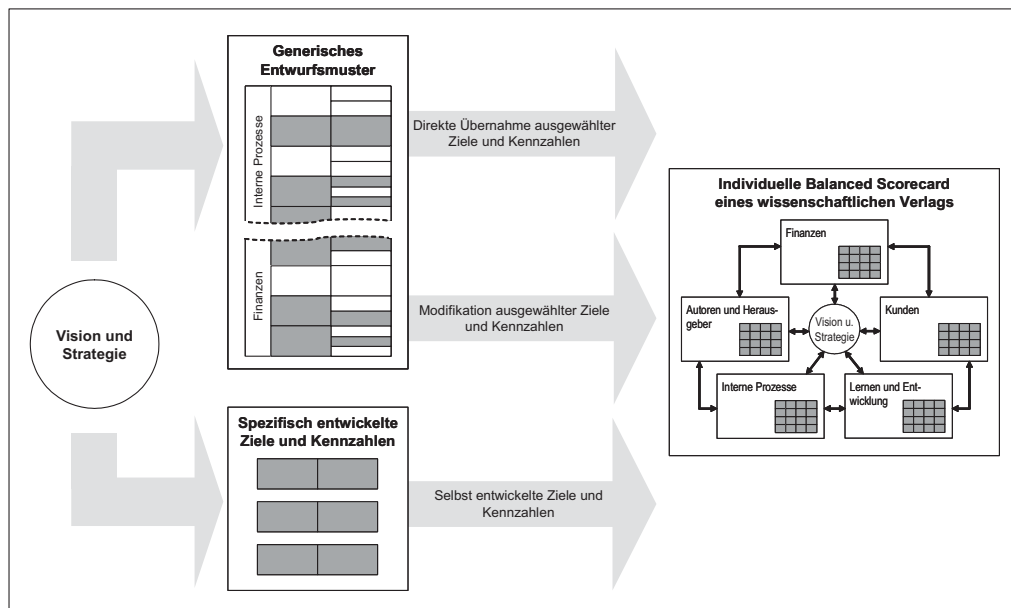 Generisches
Entwurfsmuster
Interne Prozesse
Finanzen
Direkte Übernahme ausgewählter
Ziele und Kennzahlen
Modifikation ausgewählter Ziele
und Kennzahlen
Vision und
Strategie
Spezifisch entwickelte
Ziele und Kennzahlen
Selbst entwickelte Ziele und
Kennzahlen
Individuelle Balanced Scorecard
eines wissenschaftlichen Verlags
Finanzen
Autoren und Heraus-
geber
Vision u.
Strategie
Kunden
Interne Prozesse
Lernen und Ent-
wicklung